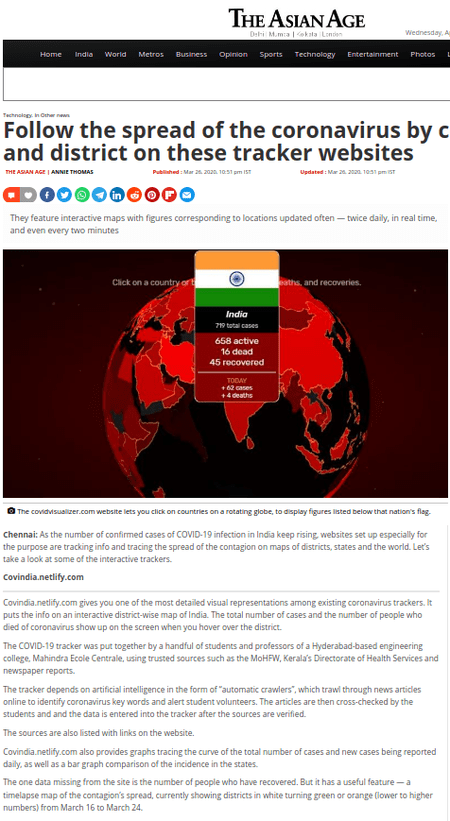 THE ASIAN AGE
Delhi | Mumbai | Kolkata | London
Wednesday, A
Home India World Metros Business Opinion Sports Technology Entertainment Photos
Technology, In Other news
Follow the spread of the coronavirus by c
and district on these tracker websites
THE ASIAN AGE | ANNIE THOMAS
Published : Mar 26, 2020, 10:51 pm IST
Updated : Mar 26, 2020, 10:51 pm IST
They feature interactive maps with figures corresponding to locations updated often — twice daily, in real time,
and even every two minutes
Click on a country or t eaths, and recoveries.
India
719 total cases
658 active
16 dead
45 recovered
TODAY
+ 62 cases
+ 4 deaths
The covidvisualizer.com website lets you click on countries on a rotating globe, to display figures listed below that nation's flag.
Chennai: As the number of confirmed cases of COVID-19 infection in India keep rising, websites set up especially for
the purpose are tracking info and tracing the spread of the contagion on maps of districts, states and the world. Let's
take a look at some of the interactive trackers.
Covindia.netlify.com
Covindia.netlify.com gives you one of the most detailed visual representations among existing coronavirus trackers. It
puts the info on an interactive district-wise map of India. The total number of cases and the number of people who
died of coronavirus show up on the screen when you hover over the district.
The COVID-19 tracker was put together by a handful of students and professors of a Hyderabad-based engineering
college, Mahindra Ecole Centrale, using trusted sources such as the MoHFW, Kerala's Directorate of Health Services and
newspaper reports.
The tracker depends on artificial intelligence in the form of "automatic crawlers", which trawl through news articles
online to identify coronavirus key words and alert student volunteers. The articles are then cross-checked by the
students and and the data is entered into the tracker after the sources are verified.
The sources are also listed with links on the website.
Covindia.netlify.com also provides graphs tracing the curve of the total number of cases and new cases being reported
daily, as well as a bar graph comparison of the incidence in the states.
The one data missing from the site is the number of people who have recovered. But it has a useful feature — a
timelapse map of the contagion's spread, currently showing districts in white turning green or orange (lower to higher
numbers) from March 16 to March 24.